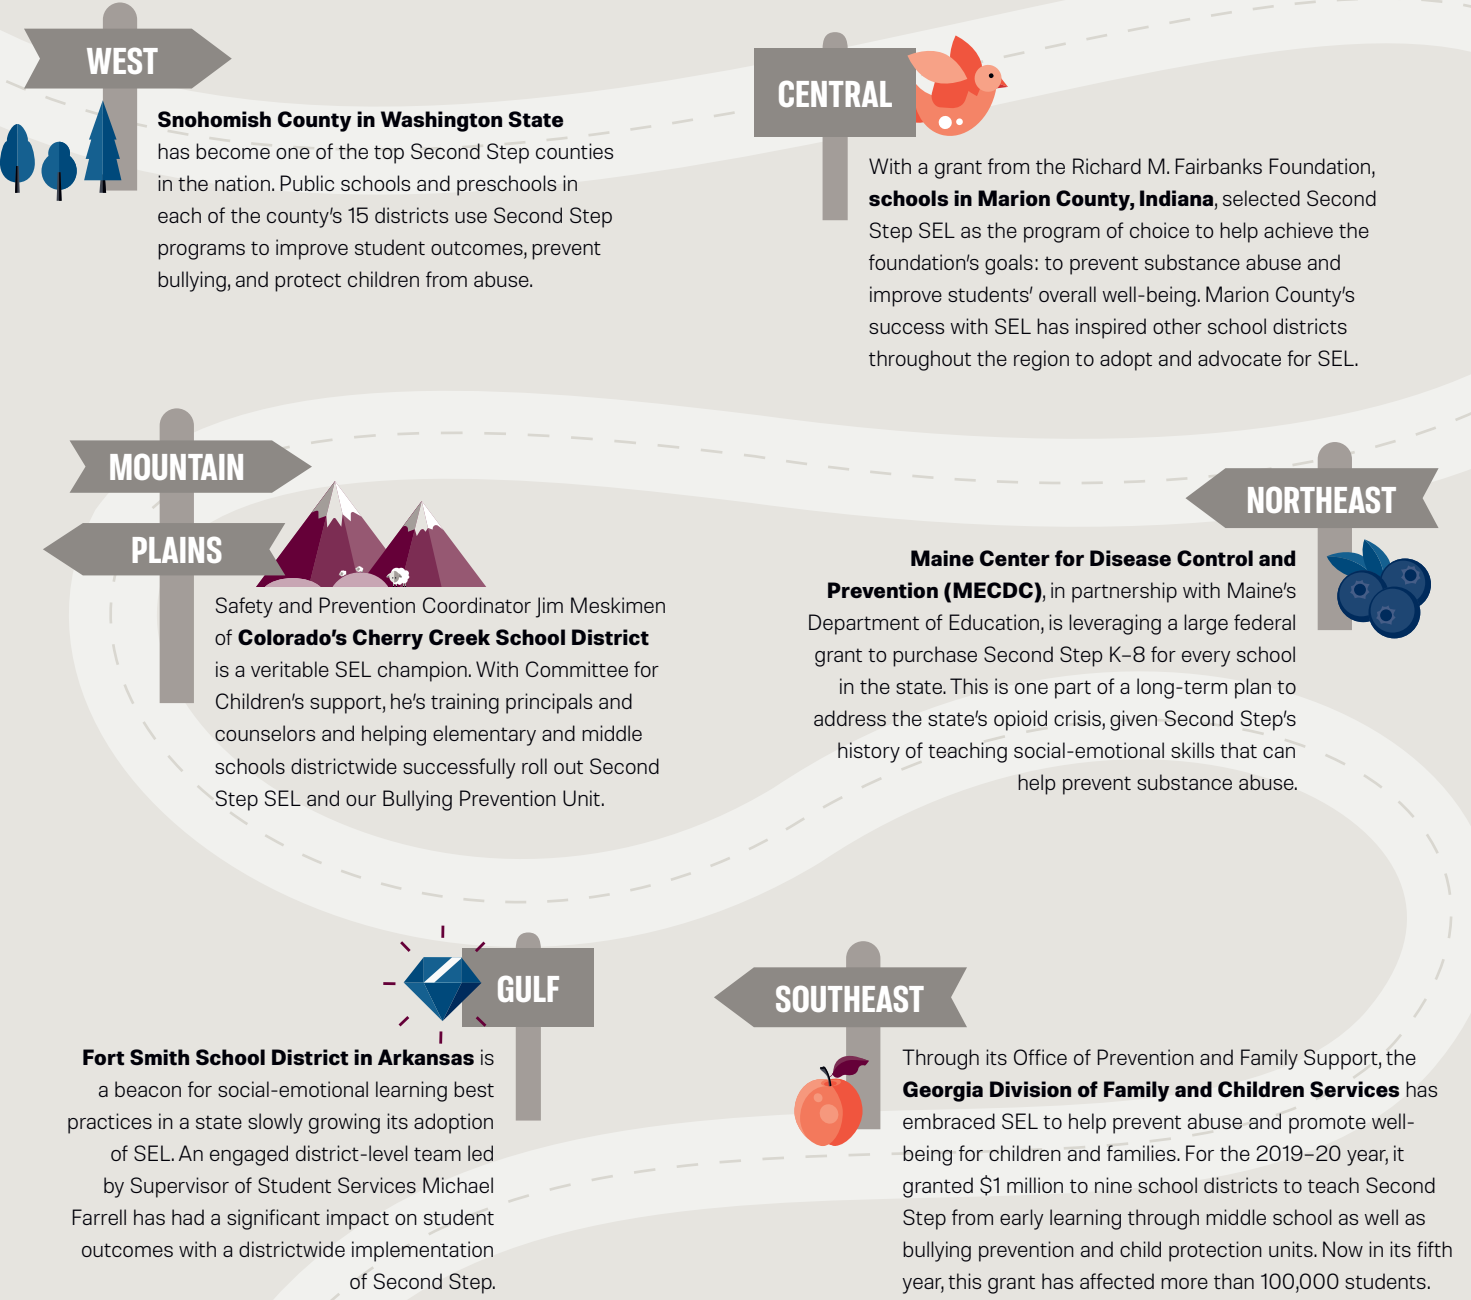 WEST
Snohomish County in Washington State
has become one of the top Second Step counties
in the nation. Public schools and preschools in
each of the county's 15 districts use Second Step
programs to improve student outcomes, prevent
bullying, and protect children from abuse.
CENTRAL
With a grant from the Richard M. Fairbanks Foundation,
schools in Marion County, Indiana, selected Second
Step SEL as the program of choice to help achieve the
foundation's goals: to prevent substance abuse and
improve students' overall well-being. Marion County's
success with SEL has inspired other school districts
throughout the region to adopt and advocate for SEL.
MOUNTAIN
PLAINS
Safety and Prevention Coordinator Jim Meskimen
of Colorado's Cherry Creek School District
is a veritable SEL champion. With Committee for
Children's support, he's training principals and
counselors and helping elementary and middle
schools districtwide successfully roll out Second
Step SEL and our Bullying Prevention Unit.
NORTHEAST
Maine Center for Disease Control and
Prevention (MECDC), in partnership with Maine's
Department of Education, is leveraging a large federal
grant to purchase Second Step K–8 for every school
in the state. This is one part of a long-term plan to
address the state's opioid crisis, given Second Step's
history of teaching social-emotional skills that can
help prevent substance abuse.
GULF
Fort Smith School District in Arkansas is
a beacon for social-emotional learning best
practices in a state slowly growing its adoption
of SEL. An engaged district-level team led
by Supervisor of Student Services Michael
Farrell has had a significant impact on student
outcomes with a districtwide implementation
of Second Step.
SOUTHEAST
Through its Office of Prevention and Family Support, the
Georgia Division of Family and Children Services has
embraced SEL to help prevent abuse and promote well-
being for children and families. For the 2019–20 year, it
granted $1 million to nine school districts to teach Second
Step from early learning through middle school as well as
bullying prevention and child protection units. Now in its fifth
year, this grant has affected more than 100,000 students.